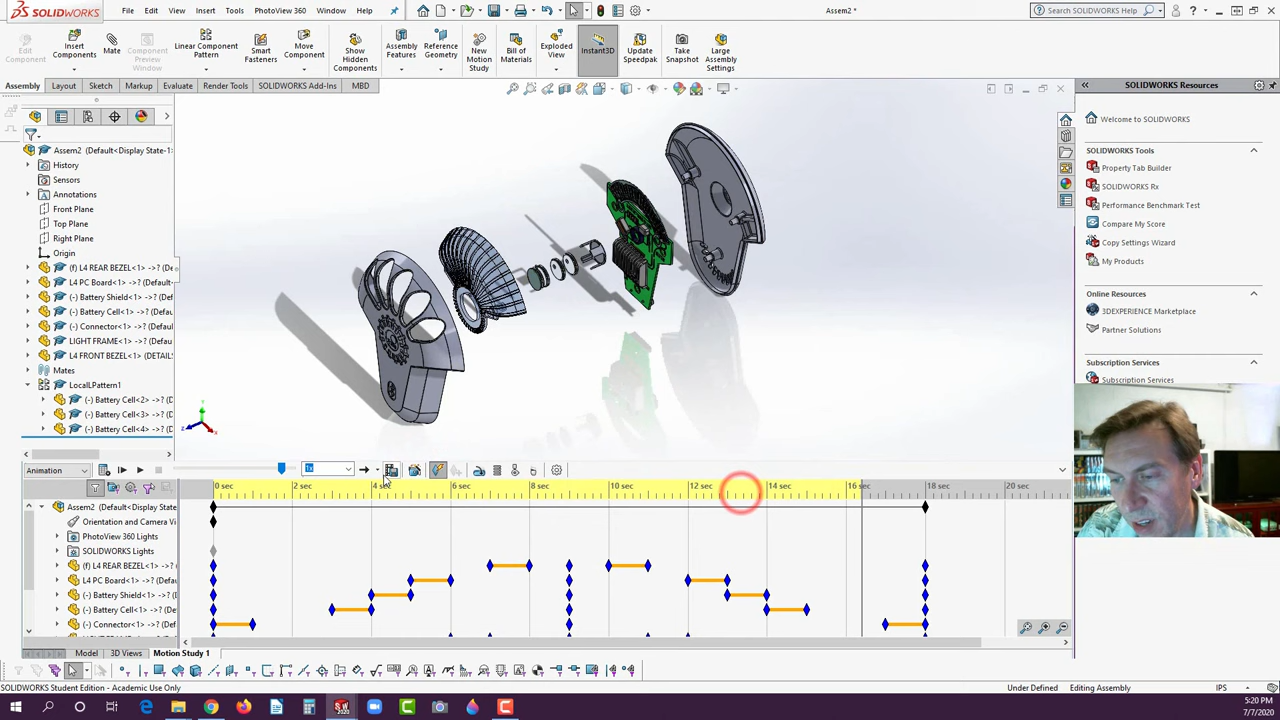 SOLIDWORKS File Edit View Insert Tools PhotoView 360 Window Help Assem2 * Search SOLIDWORKS Help
Edit Component
Insert Components
Mate
Component Preview Window
Linear Component Pattern
Smart Fasteners
Move Component
Show Hidden Components
Assembly Features
Reference Geometry
New Motion Study
Bill of Materials
Exploded View
Instant3D
Update Speedpak
Take Snapshot
Large Assembly Settings
Assembly Layout Sketch Markup Evaluate Render Tools SOLIDWORKS Add-Ins MBD
SOLIDWORKS Resources
Welcome to SOLIDWORKS
SOLIDWORKS Tools
Property Tab Builder
SOLIDWORKS Rx
Performance Benchmark Test
Compare My Score
Copy Settings Wizard
My Products
Online Resources
3DEXPERIENCE Marketplace
Partner Solutions
Subscription Services
Certification Services
Assem2 (Default<Display State-1>
History
Sensors
Annotations
Front Plane
Top Plane
Right Plane
Origin
(f) L4 REAR BEZEL<1> ->? (De
L4 PC Board<1> ->? (Default<
(-) Battery Shield<1> ->? (Def
(-) Battery Cell<1> ->? (Defau
(-) Connector<1> ->? (Defaul
LIGHT FRAME<1> ->? (Defau
L4 FRONT BEZEL<1> (DETAILS
Mates
LocalLPattern1
(-) Battery Cell<2> ->? (D
(-) Battery Cell<3> ->? (D
(-) Battery Cell<4> ->? (D
Animation 1x
0 sec 2 sec 4 sec 6 sec 8 sec 10 sec 12 sec 14 sec 16 sec 18 sec 20 sec
Assem2 (Default<Display Sta
Orientation and Camera Vi
PhotoView 360 Lights
SOLIDWORKS Lights
(f) L4 REAR BEZEL<1> ->? (
L4 PC Board<1> ->? (Defau
(-) Battery Shield<1> ->? (
(-) Battery Cell<1> ->? (De
(-) Connector<1> ->? (Defa
Model 3D Views Motion Study 1
SOLIDWORKS Student Edition - Academic Use Only Under Defined Editing Assembly IPS
5:20 PM
7/7/2020